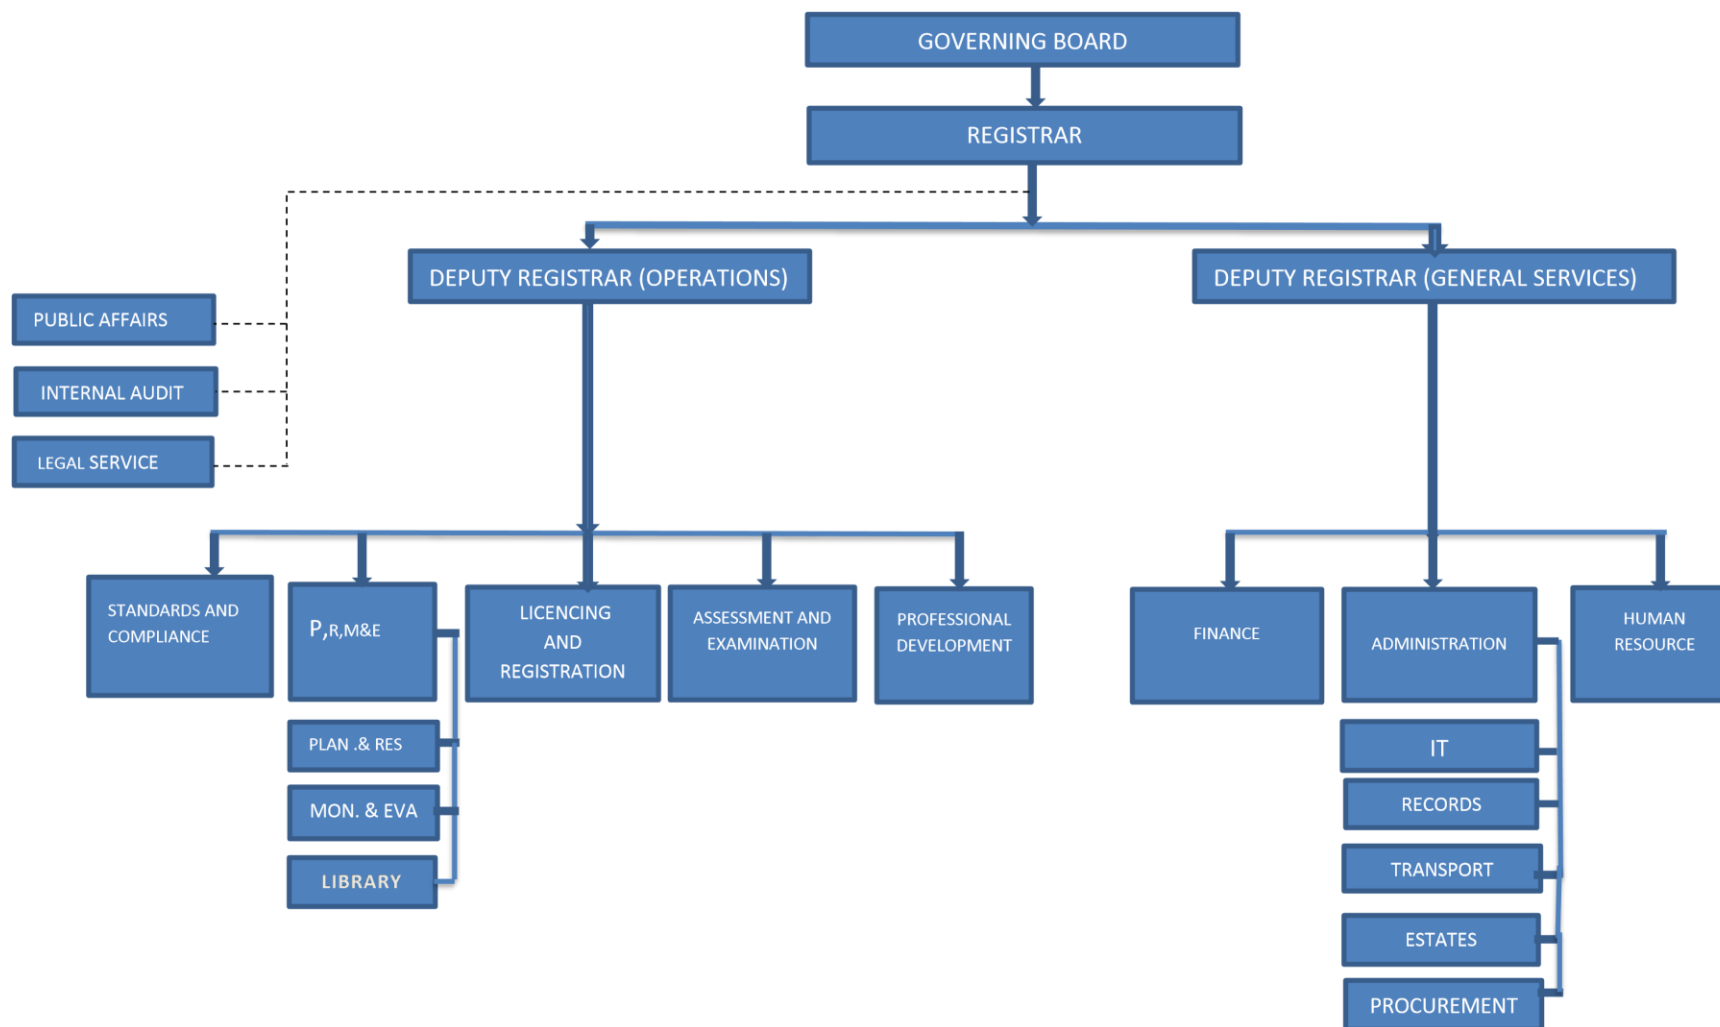 GOVERNING BOARD
REGISTRAR
DEPUTY REGISTRAR (OPERATIONS)
DEPUTY REGISTRAR (GENERAL SERVICES)
PUBLIC AFFAIRS
INTERNAL AUDIT
LEGAL SERVICE
STANDARDS AND
COMPLIANCE
P,R,M&E
LICENCING
AND
REGISTRATION
ASSESSMENT AND
EXAMINATION
PROFESSIONAL
DEVELOPMENT
FINANCE
ADMINISTRATION
HUMAN
RESOURCE
PLAN .& RES
MON. & EVA
LIBRARY
IT
RECORDS
TRANSPORT
ESTATES
PROCUREMENT